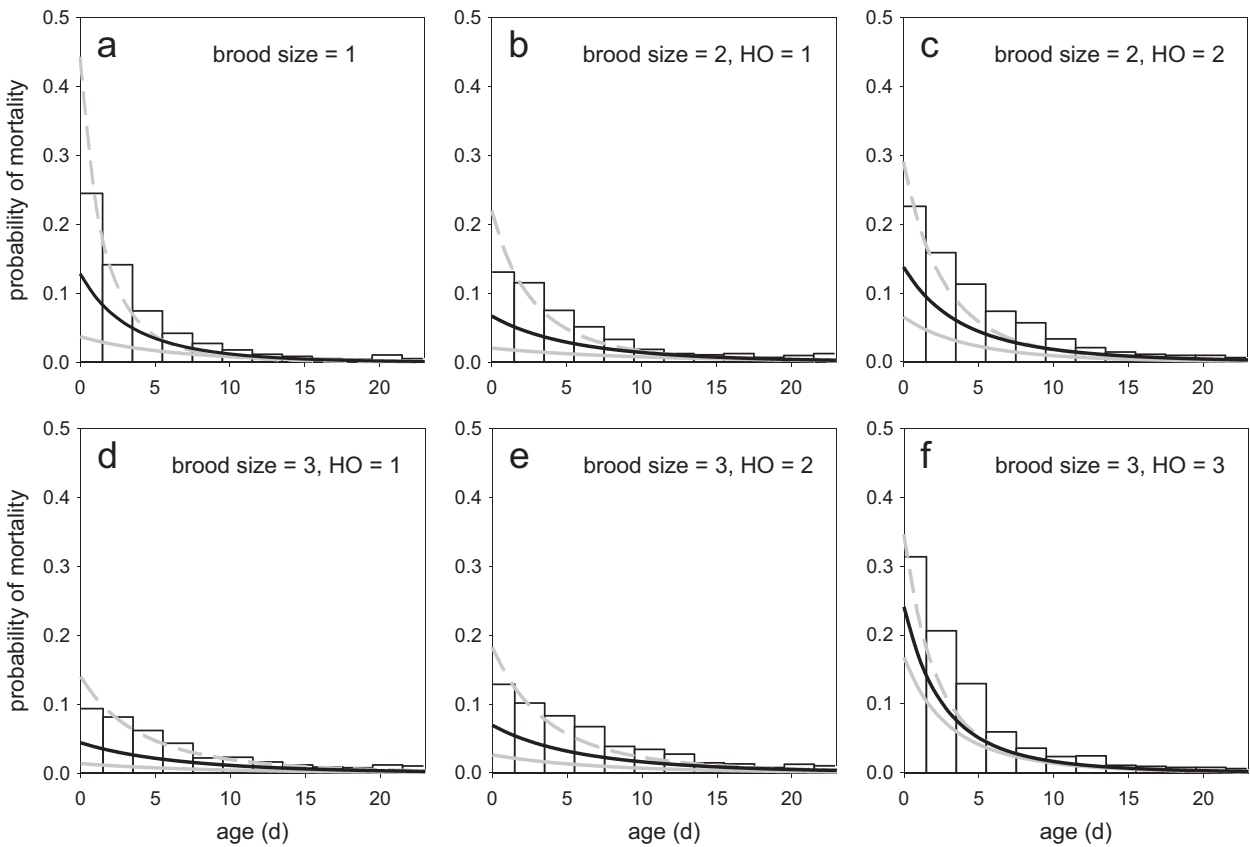 a
brood size = 1
b
brood size = 2, HO = 1
c
brood size = 2, HO = 2
probability of mortality
0.5
0.4
0.3
0.2
0.1
0.0
0 5 10 15 20
0.5
0.4
0.3
0.2
0.1
0.0
0 5 10 15 20
0.5
0.4
0.3
0.2
0.1
0.0
0 5 10 15 20
d
brood size = 3, HO = 1
e
brood size = 3, HO = 2
f
brood size = 3, HO = 3
probability of mortality
0.5
0.4
0.3
0.2
0.1
0.0
0 5 10 15 20
age (d)
0.5
0.4
0.3
0.2
0.1
0.0
0 5 10 15 20
age (d)
0.5
0.4
0.3
0.2
0.1
0.0
0 5 10 15 20
age (d)